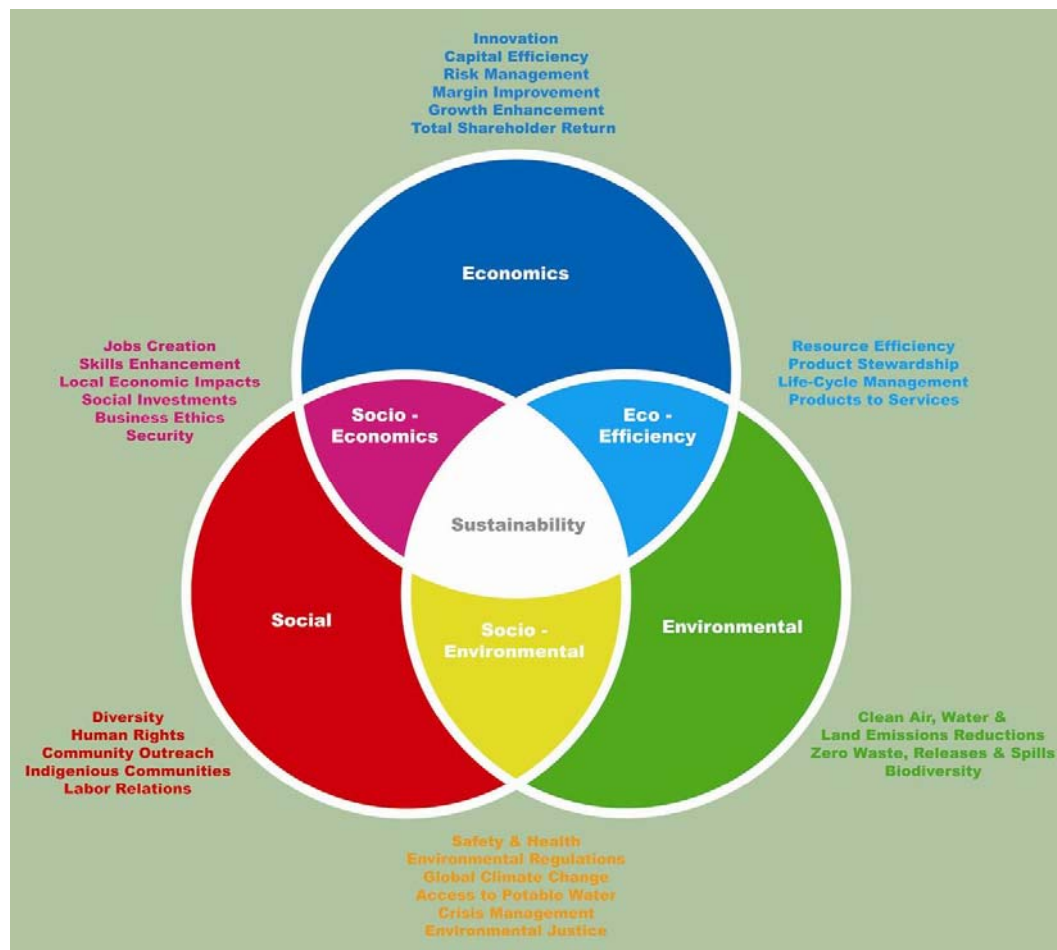 Innovation
Capital Efficiency
Risk Management
Margin Improvement
Growth Enhancement
Total Shareholder Return
Economics
Jobs Creation
Skills Enhancement
Local Economic Impacts
Social Investments
Business Ethics
Security
Resource Efficiency
Product Stewardship
Life-Cycle Management
Products to Services
Socio -
Economics
Eco -
Efficiency
Sustainability
Social
Socio -
Environmental
Environmental
Diversity
Human Rights
Community Outreach
Indigenious Communities
Labor Relations
Clean Air, Water &
Land Emissions Reductions
Zero Waste, Releases & Spills
Biodiversity
Safety & Health
Environmental Regulations
Global Climate Change
Access to Potable Water
Crisis Management
Environmental Justice